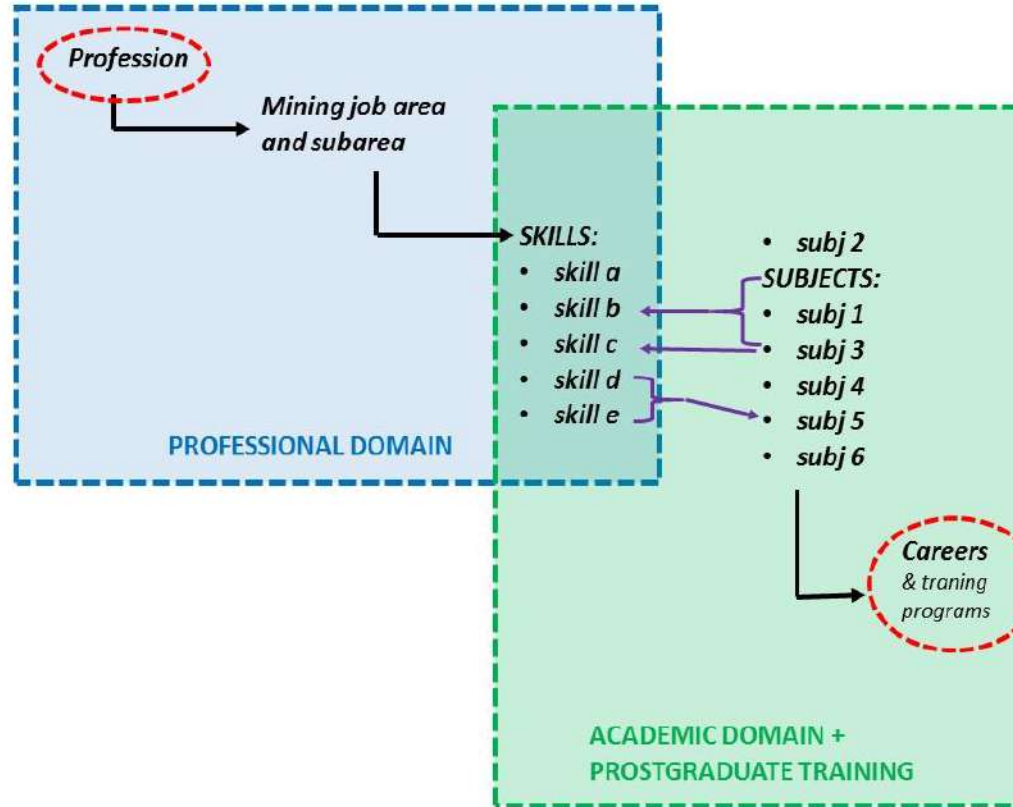 Profession
Mining job area
and subarea
SKILLS:
• skill a
• skill b
• skill c
• skill d
• skill e
PROFESSIONAL DOMAIN
• subj 2
SUBJECTS:
• subj 1
• subj 3
• subj 4
• subj 5
• subj 6
Careers
& traning
programs
ACADEMIC DOMAIN +
PROSTGRADUATE TRAINING